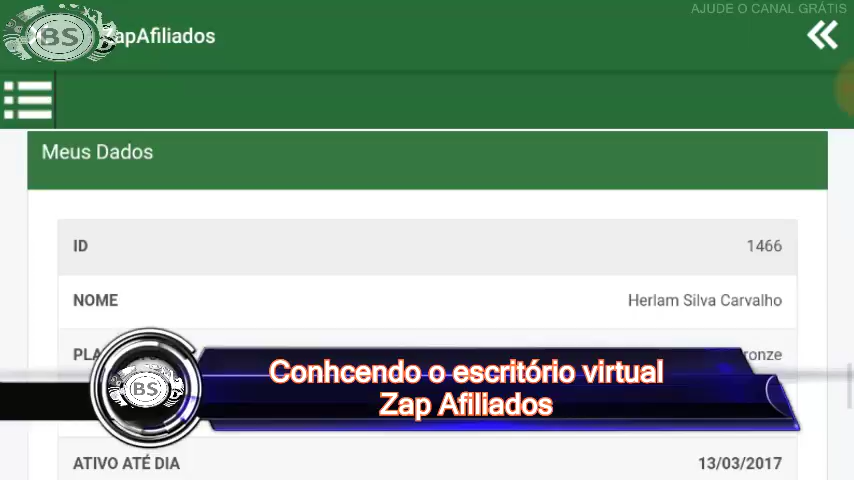 AJUDE O CANAL GRÁTIS
BS ZapAfiliados
Meus Dados
ID 1466
NOME Herlam Silva Carvalho
Conhcendo o escritório virtual
BS
Zap Afiliados
ATIVO ATÉ DIA 13/03/2017